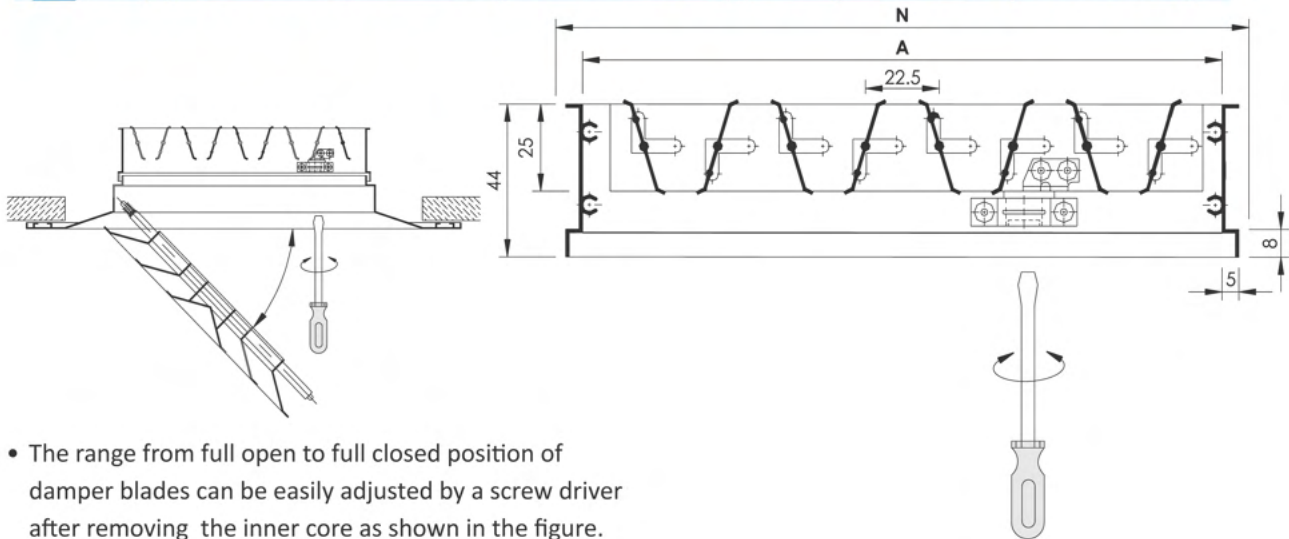 N
A
22.5
25
44
8
5
• The range from full open to full closed position of
damper blades can be easily adjusted by a screw driver
after removing the inner core as shown in the figure.